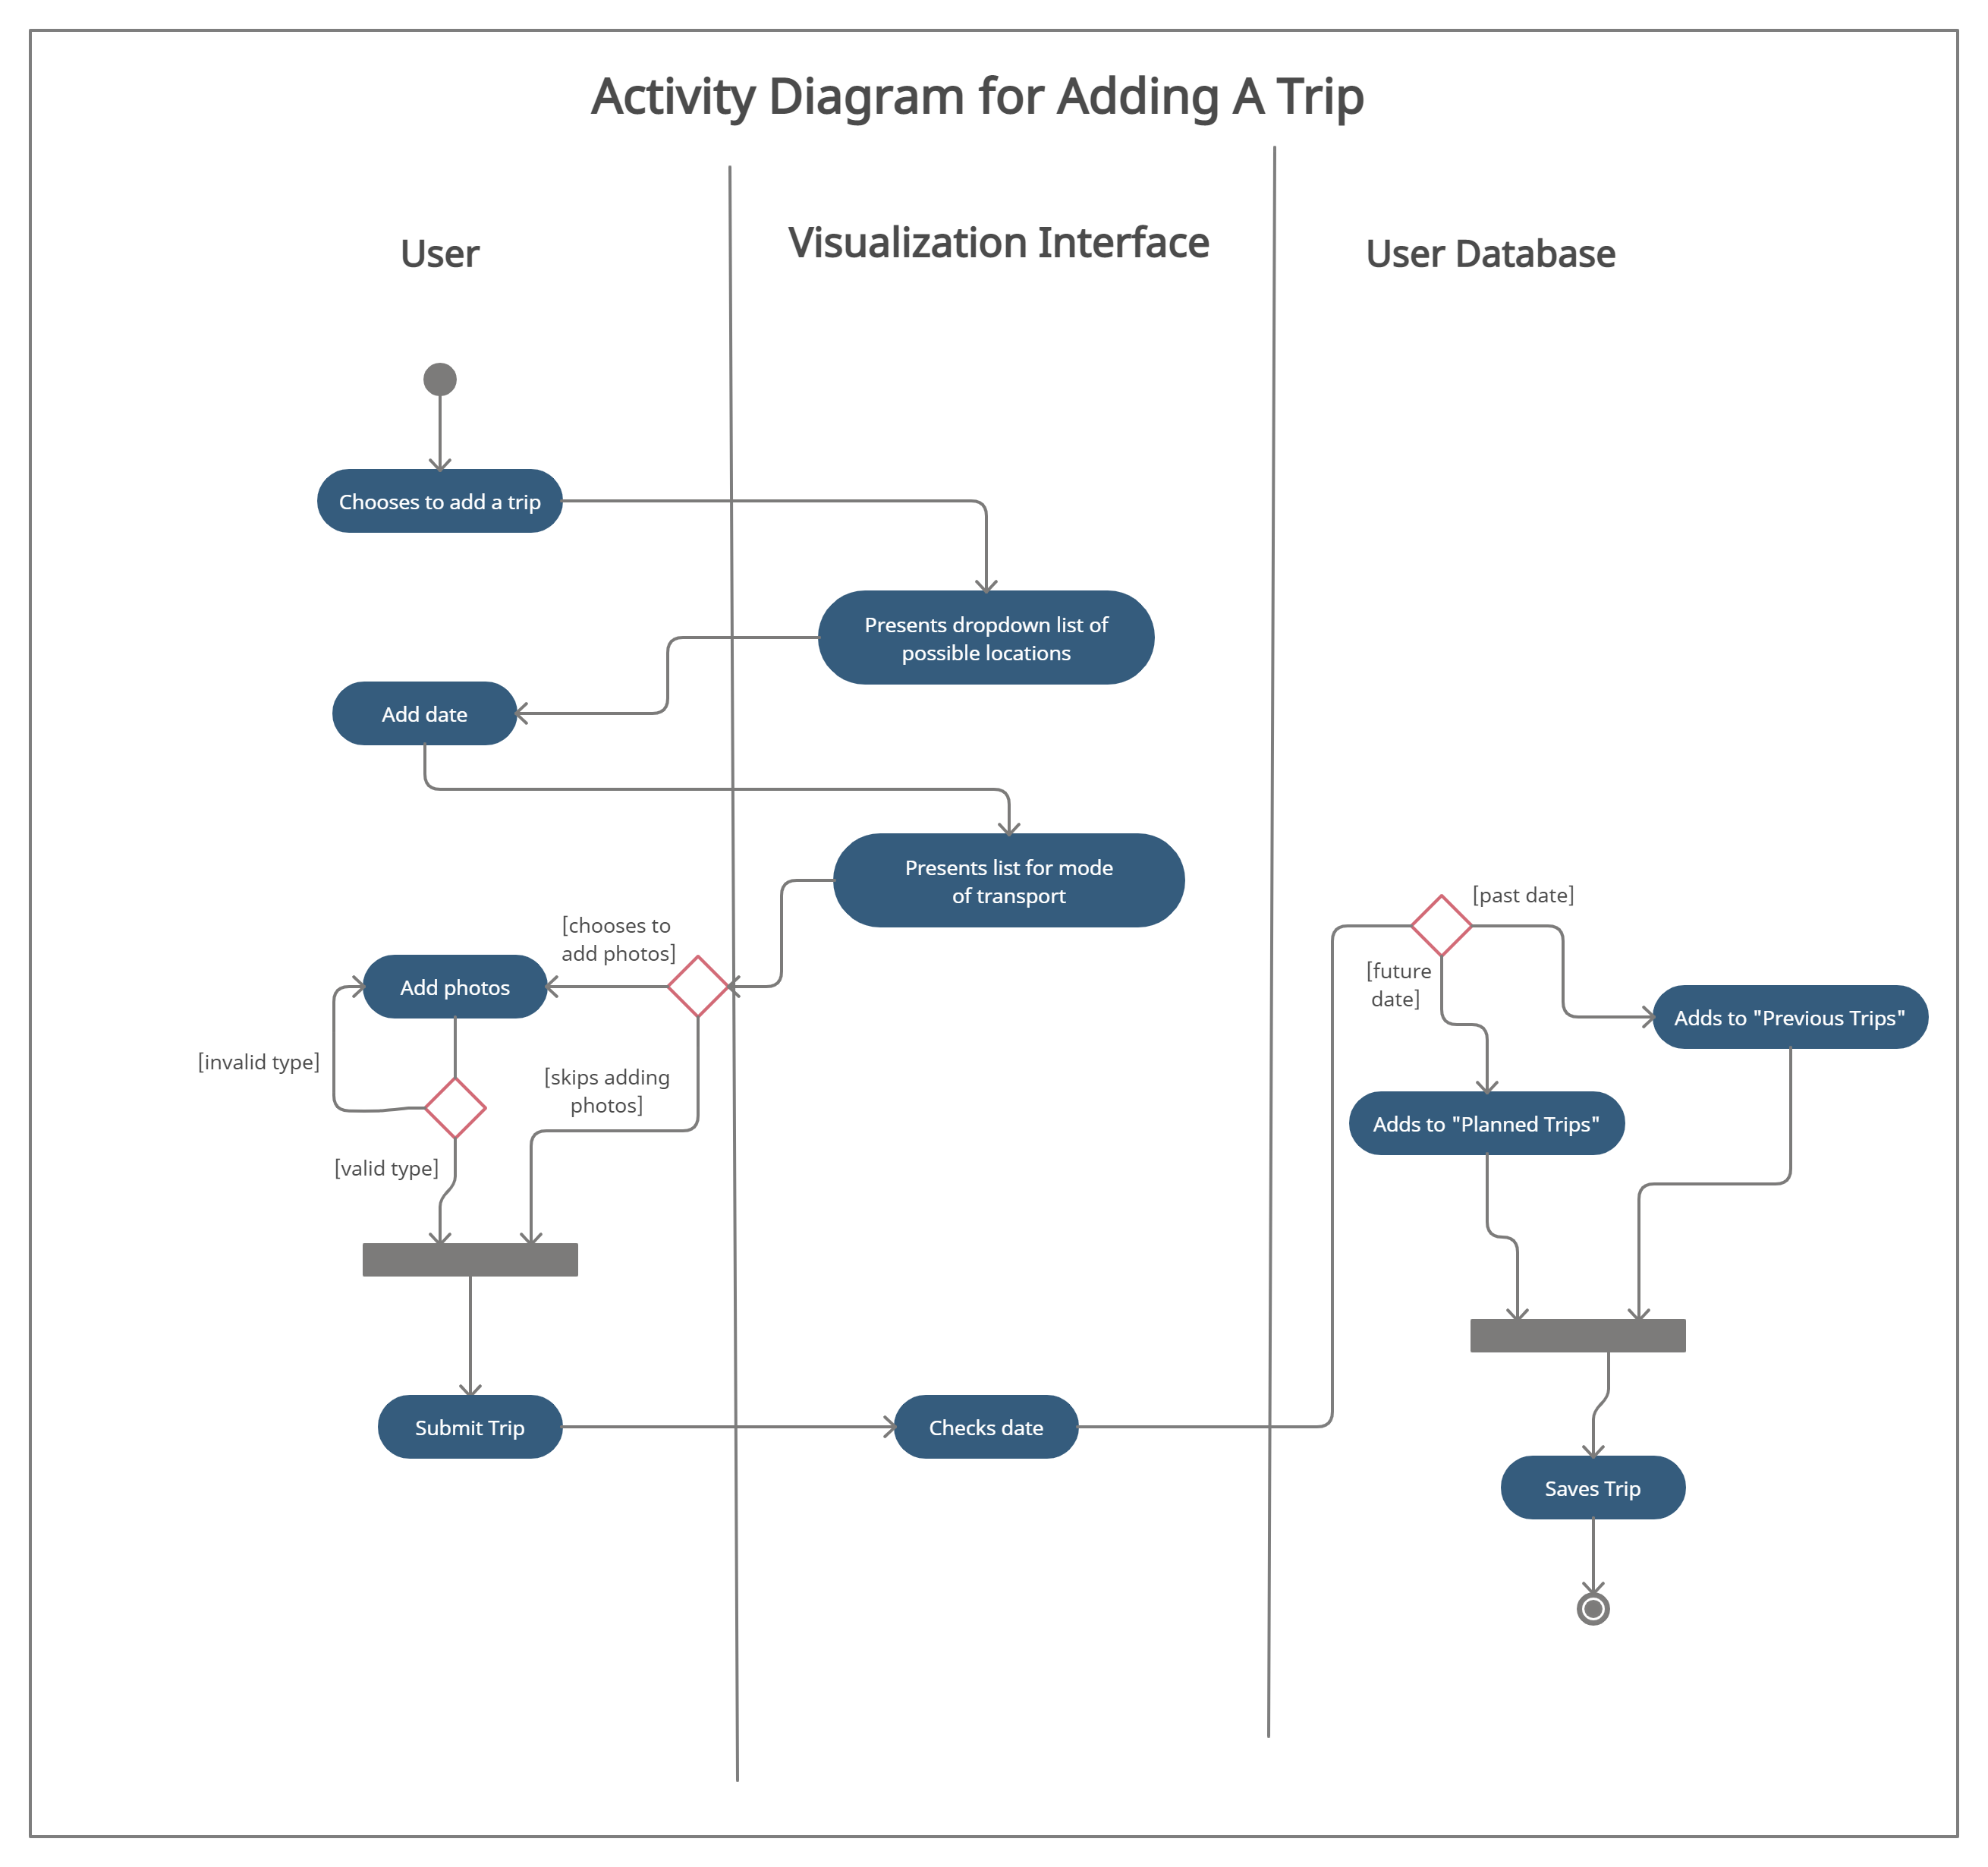 Activity Diagram for Adding A Trip
User
Visualization Interface
User Database
Chooses to add a trip
Presents dropdown list of
possible locations
Add date
Presents list for mode
of transport
[chooses to
add photos]
Add photos
[invalid type]
[skips adding
photos]
[valid type]
Submit Trip
Checks date
[past date]
[future
date]
Adds to "Previous Trips"
Adds to "Planned Trips"
Saves Trip